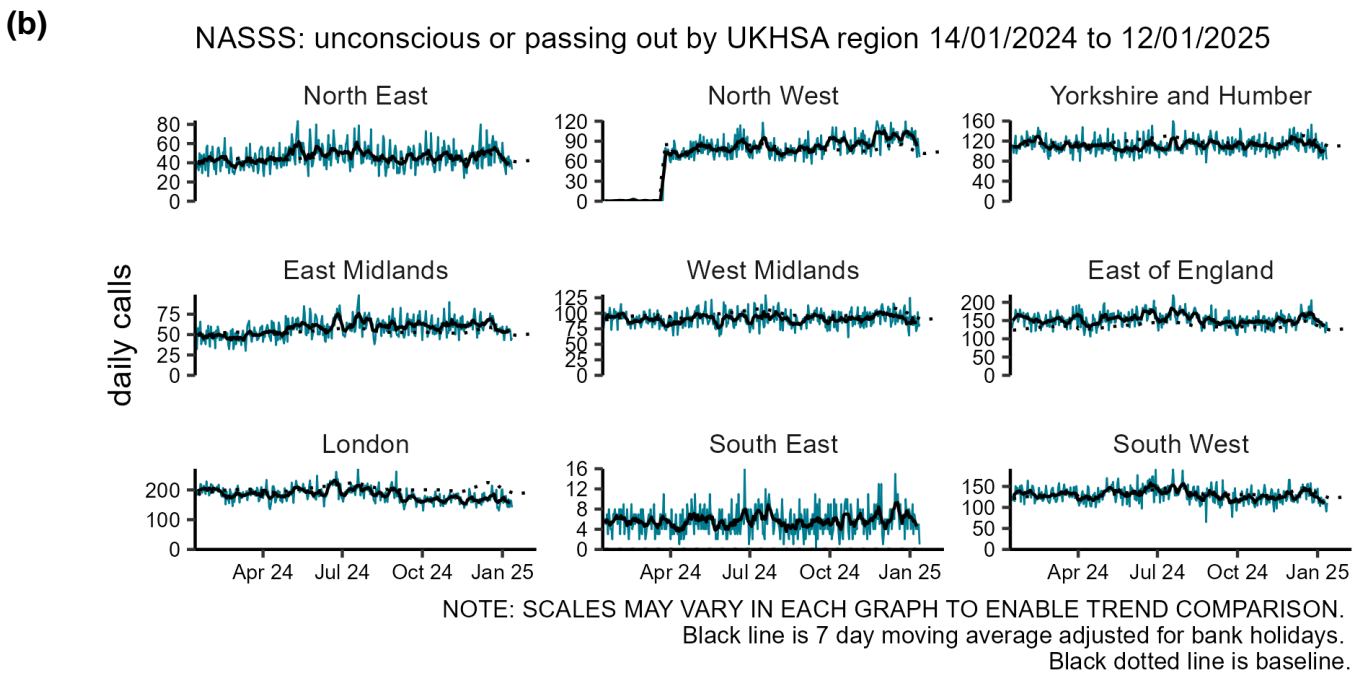 (b)
NASSS: unconscious or passing out by UKHSA region 14/01/2024 to 12/01/2025
daily calls
North East
80
60
40
20
0
North West
120
90
60
30
0
Yorkshire and Humber
160
120
80
40
0
East Midlands
75
50
25
0
West Midlands
125
100
75
50
25
0
East of England
200
150
100
50
0
London
200
100
0
Apr 24 Jul 24 Oct 24 Jan 25
South East
16
12
8
4
0
Apr 24 Jul 24 Oct 24 Jan 25
South West
150
100
50
0
Apr 24 Jul 24 Oct 24 Jan 25
NOTE: SCALES MAY VARY IN EACH GRAPH TO ENABLE TREND COMPARISON.
Black line is 7 day moving average adjusted for bank holidays.
Black dotted line is baseline.